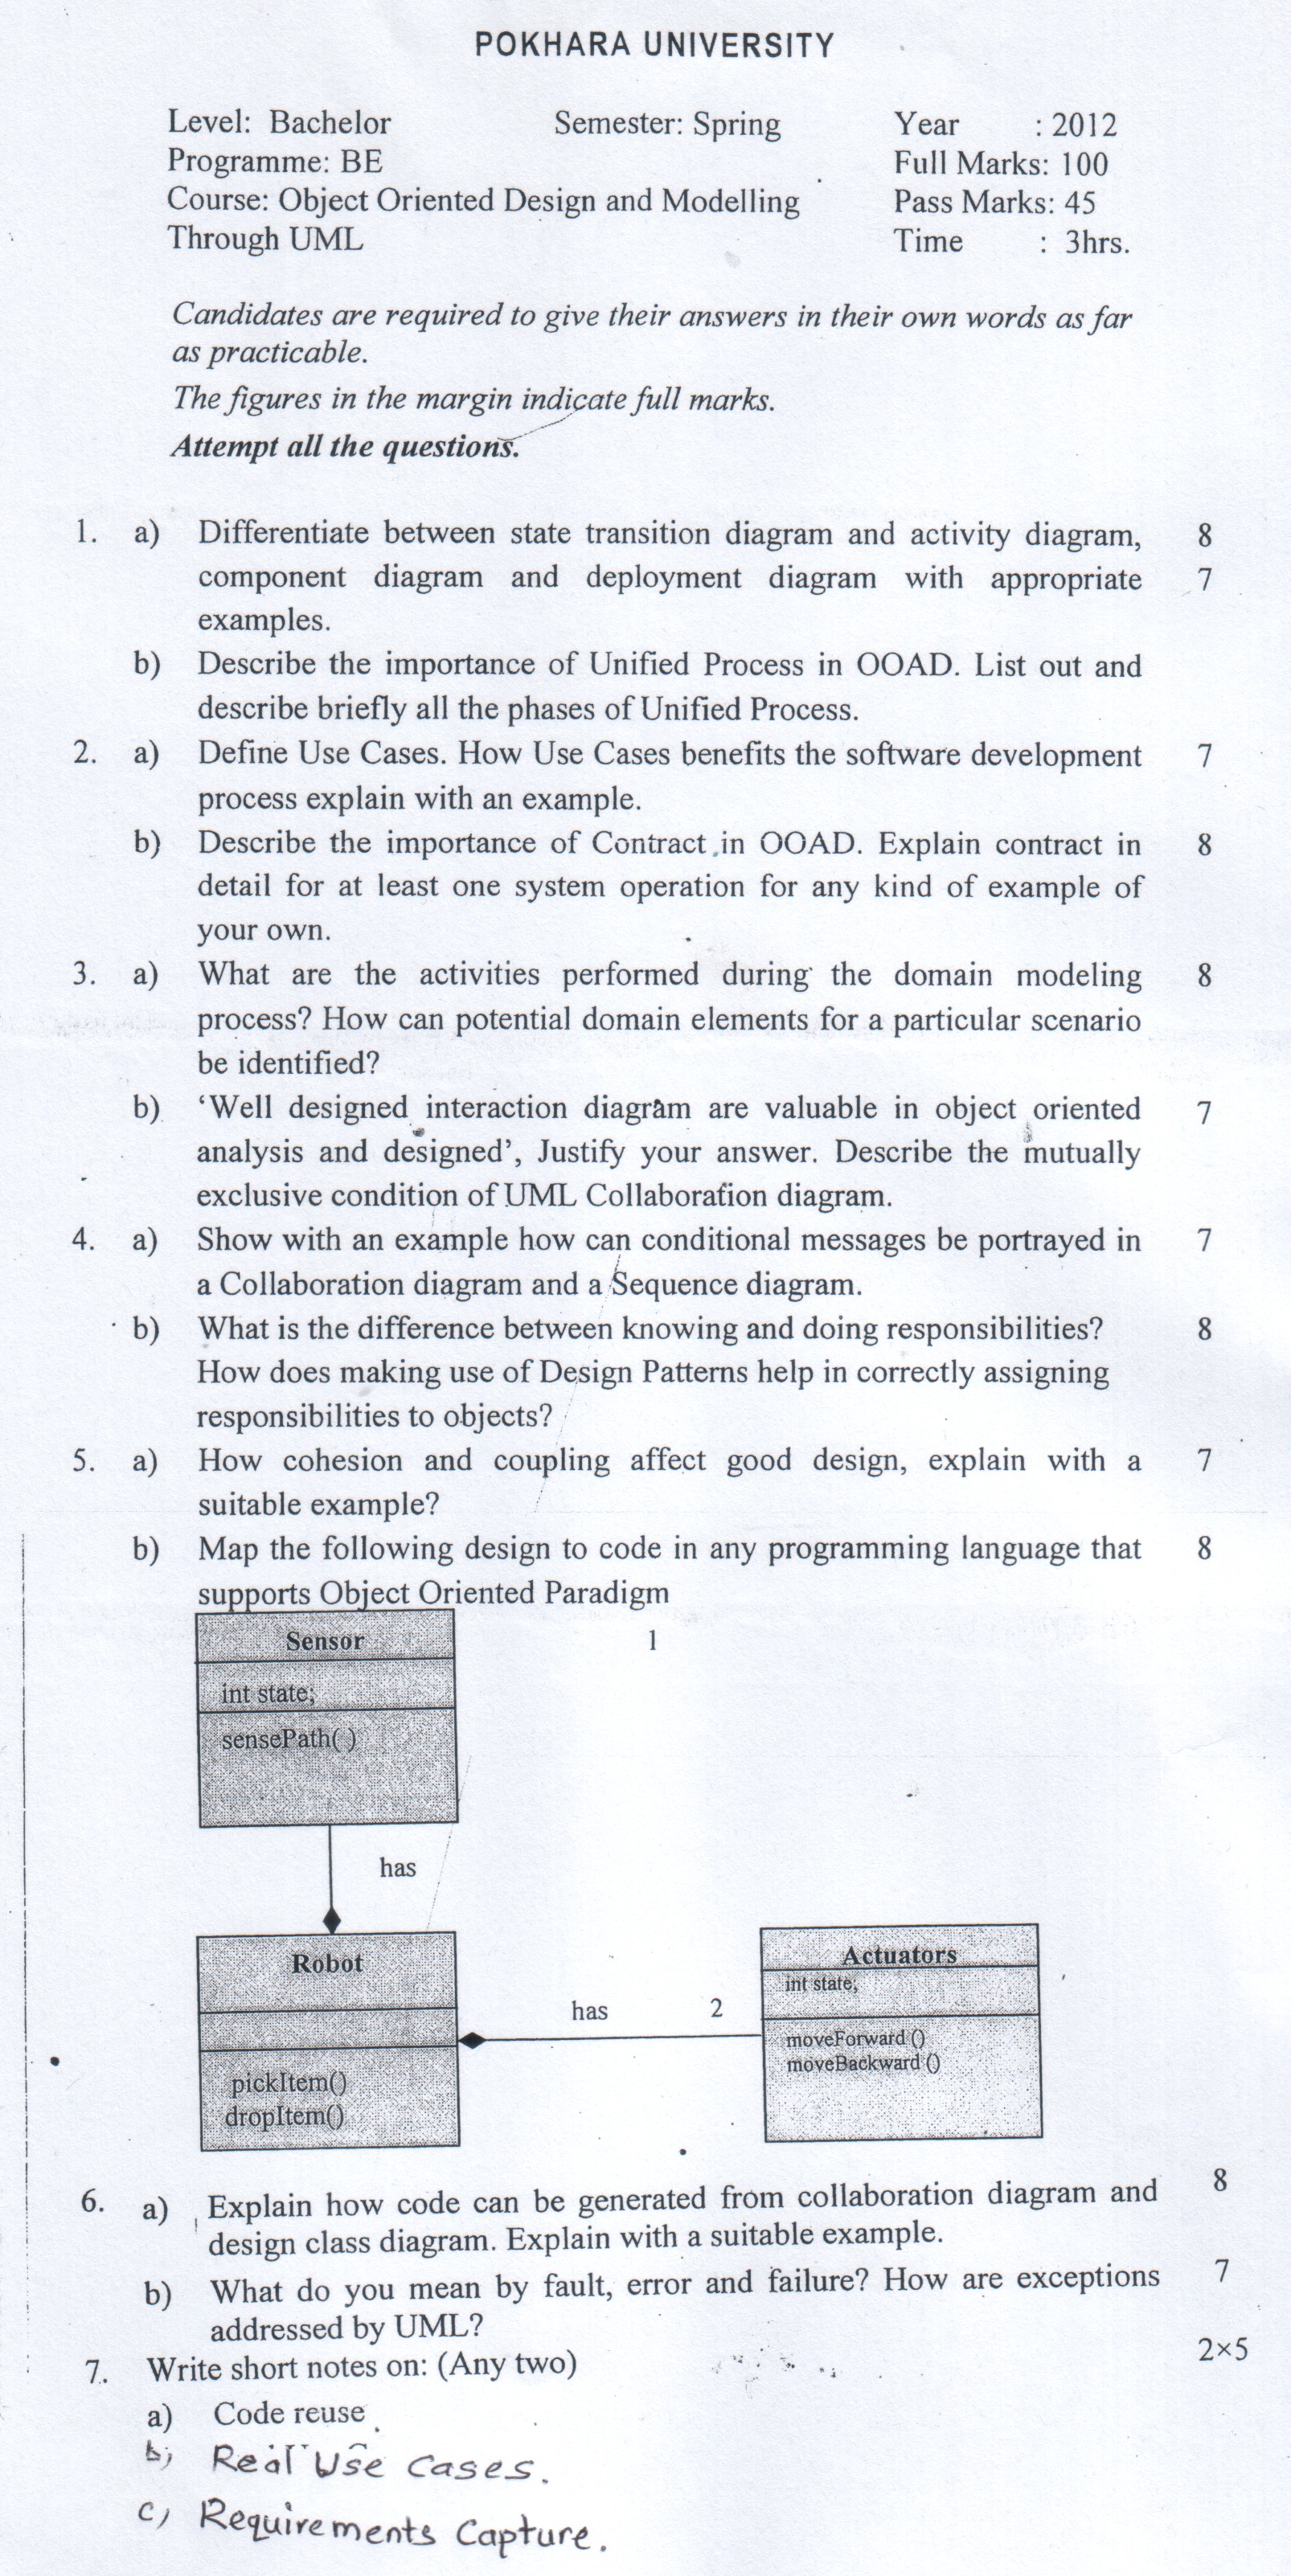 POKHARA UNIVERSITY
Level: Bachelor Semester: Spring Year : 2012
Programme: BE Full Marks: 100
Course: Object Oriented Design and Modelling Pass Marks: 45
Through UML Time : 3hrs.
Candidates are required to give their answers in their own words as far
as practicable.
The figures in the margin indicate full marks.
Attempt all the questions.
1. a) Differentiate between state transition diagram and activity diagram, 8
component diagram and deployment diagram with appropriate 7
examples.
b) Describe the importance of Unified Process in OOAD. List out and
describe briefly all the phases of Unified Process.
2. a) Define Use Cases. How Use Cases benefits the software development 7
process explain with an example.
b) Describe the importance of Contract in OOAD. Explain contract in 8
detail for at least one system operation for any kind of example of
your own.
3. a) What are the activities performed during the domain modeling 8
process? How can potential domain elements for a particular scenario
be identified?
b) ‘Well designed interaction diagram are valuable in object oriented 7
analysis and designed’, Justify your answer. Describe the mutually
exclusive condition of UML Collaboration diagram.
4. a) Show with an example how can conditional messages be portrayed in 7
a Collaboration diagram and a Sequence diagram.
b) What is the difference between knowing and doing responsibilities? 8
How does making use of Design Patterns help in correctly assigning
responsibilities to objects?
5. a) How cohesion and coupling affect good design, explain with a 7
suitable example?
b) Map the following design to code in any programming language that 8
supports Object Oriented Paradigm
Sensor 1
int state;
sensePath( )
has
Robot
pickItem()
dropItem()
has 2
Actuators
int state;
moveForward ()
moveBackward ()
6. a) Explain how code can be generated from collaboration diagram and 8
design class diagram. Explain with a suitable example.
b) What do you mean by fault, error and failure? How are exceptions 7
addressed by UML?
7. Write short notes on: (Any two) 2×5
a) Code reuse
b) Real Use Cases.
c) Requirements Capture.